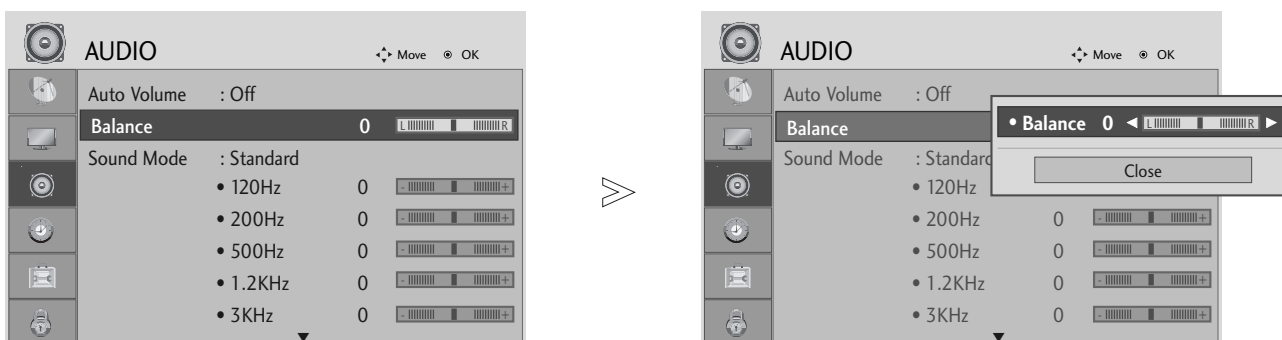 AUDIO
Move OK
Auto Volume : Off
Balance 0 L R
Sound Mode : Standard
• 120Hz 0 - +
• 200Hz 0 - +
• 500Hz 0 - +
• 1.2KHz 0 - +
• 3KHz 0 - +
AUDIO
Move OK
Auto Volume : Off
Balance
• Balance 0 L R
Close
Sound Mode : Standard
• 120Hz
• 200Hz 0 - +
• 500Hz 0 - +
• 1.2KHz 0 - +
• 3KHz 0 - +